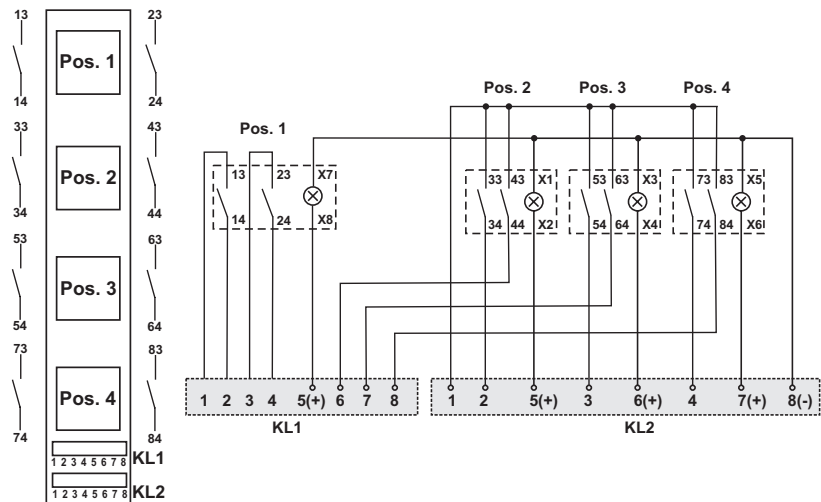 13 23
Pos. 1
14 24
33 43
Pos. 2
34 44
53 63
Pos. 3
54 64
73 83
Pos. 4
74 84
1 2 3 4 5 6 7 8 KL1
1 2 3 4 5 6 7 8 KL2
Pos. 2 Pos. 3 Pos. 4
Pos. 1
13 23 X7
14 24 X8
33 43 X1 53 63 X3 73 83 X5
34 44 X2 54 64 X4 74 84 X6
1 2 3 4 5(+) 6 7 8
KL1
1 2 5(+) 3 6(+) 4 7(+) 8(-)
KL2